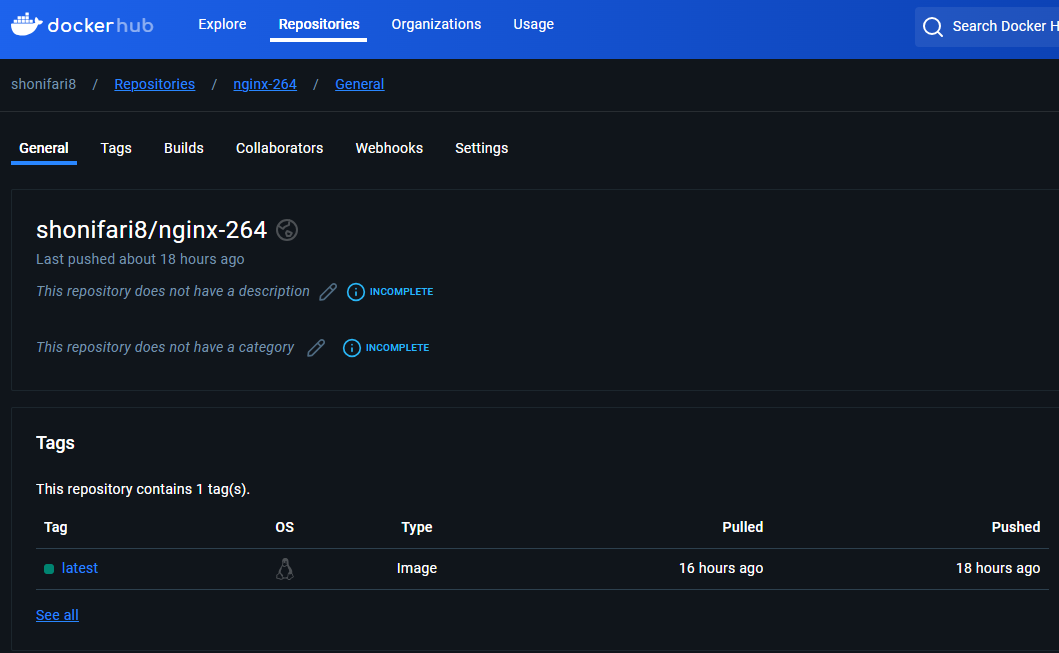 dockerhub Explore Repositories Organizations Usage Search Docker H
shonifari8 / Repositories / nginx-264 / General
General Tags Builds Collaborators Webhooks Settings
shonifari8/nginx-264
Last pushed about 18 hours ago
This repository does not have a description INCOMPLETE
This repository does not have a category INCOMPLETE
Tags
This repository contains 1 tag(s).
Tag OS Type Pulled Pushed
latest Image 16 hours ago 18 hours ago
See all